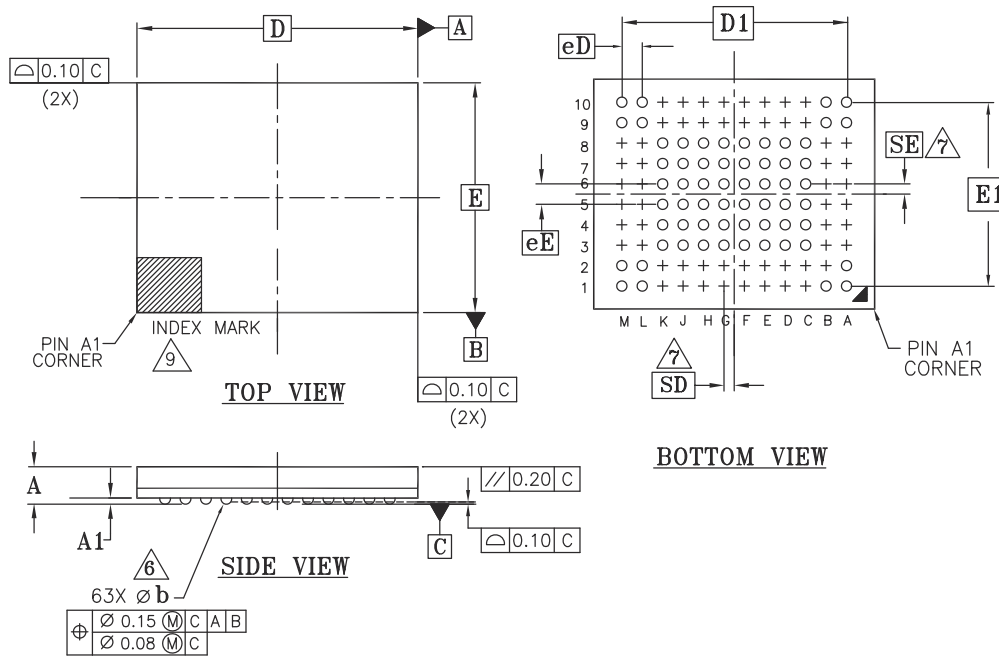 D
A
⌓ 0.10 C
(2X)
E
PIN A1
CORNER
INDEX MARK
9
B
⌓ 0.10 C
(2X)
TOP VIEW
D1
eD
10
9
8
7
6
5
4
3
2
1
SE 7
E1
eE
M L K J H G F E D C B A
7
SD
PIN A1
CORNER
BOTTOM VIEW
A
A1
// 0.20 C
⌓ 0.10 C
C
6
SIDE VIEW
63X Ø b
⌖ Ø 0.15 Ⓜ C A B
Ø 0.08 Ⓜ C